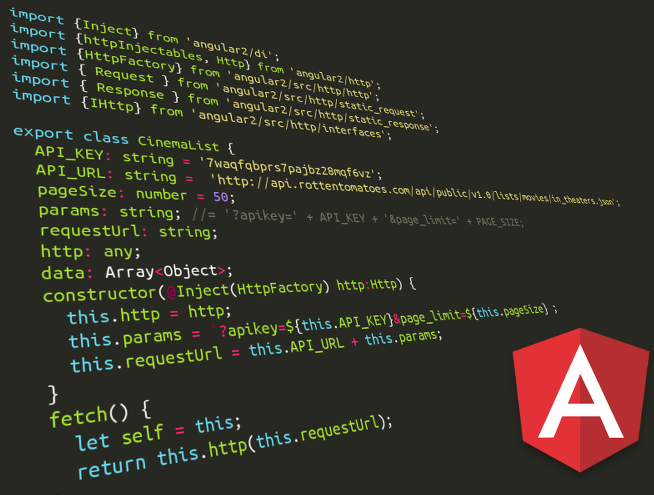 import {Inject} from 'angular2/di';
import {httpInjectables, Http} from 'angular2/http';
import {HttpFactory} from 'angular2/src/http/http';
import { Request } from 'angular2/src/http/static_request';
import { Response } from 'angular2/src/http/static_response';
import {IHttp} from 'angular2/src/http/interfaces';
export class CinemaList {
API_KEY: string = '7waqfqbprs7pajbz28mqf6vz';
API_URL: string = 'http://api.rottentomatoes.com/api/public/v1.0/lists/movies/in_theaters.json';
pageSize: number = 50;
params: string; //= '?apikey=' + API_KEY + '&page_limit=' + PAGE_SIZE;
requestUrl: string;
http: any;
data: Array<Object>;
constructor(@Inject(HttpFactory) http:Http) {
this.http = http;
this.params = `?apikey=${this.API_KEY}&page_limit=${this.pageSize}`;
this.requestUrl = this.API_URL + this.params;
}
fetch() {
let self = this;
return this.http(this.requestUrl);
A